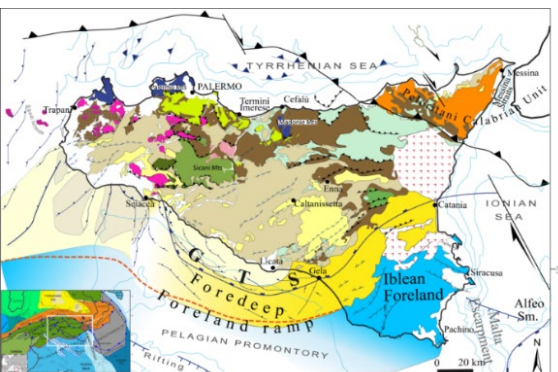 TYRRHENIAN SEA
Messina
Trapani
PALERMO
Termini
Imerese
Cefalù
Peloritani Calabrian Unit
Madonie Mts
Sicani Mts
Enna
Caltanissetta
Catania
IONIAN
SEA
Sciacca
G T S
Licata
Gela
Foredeep
Foreland ramp
Iblean
Foreland
Siracusa
Alfeo
Sm.
Malta
Escarpment
Pachino
PELAGIAN PROMONTORY
Rifting
N
0 20 km